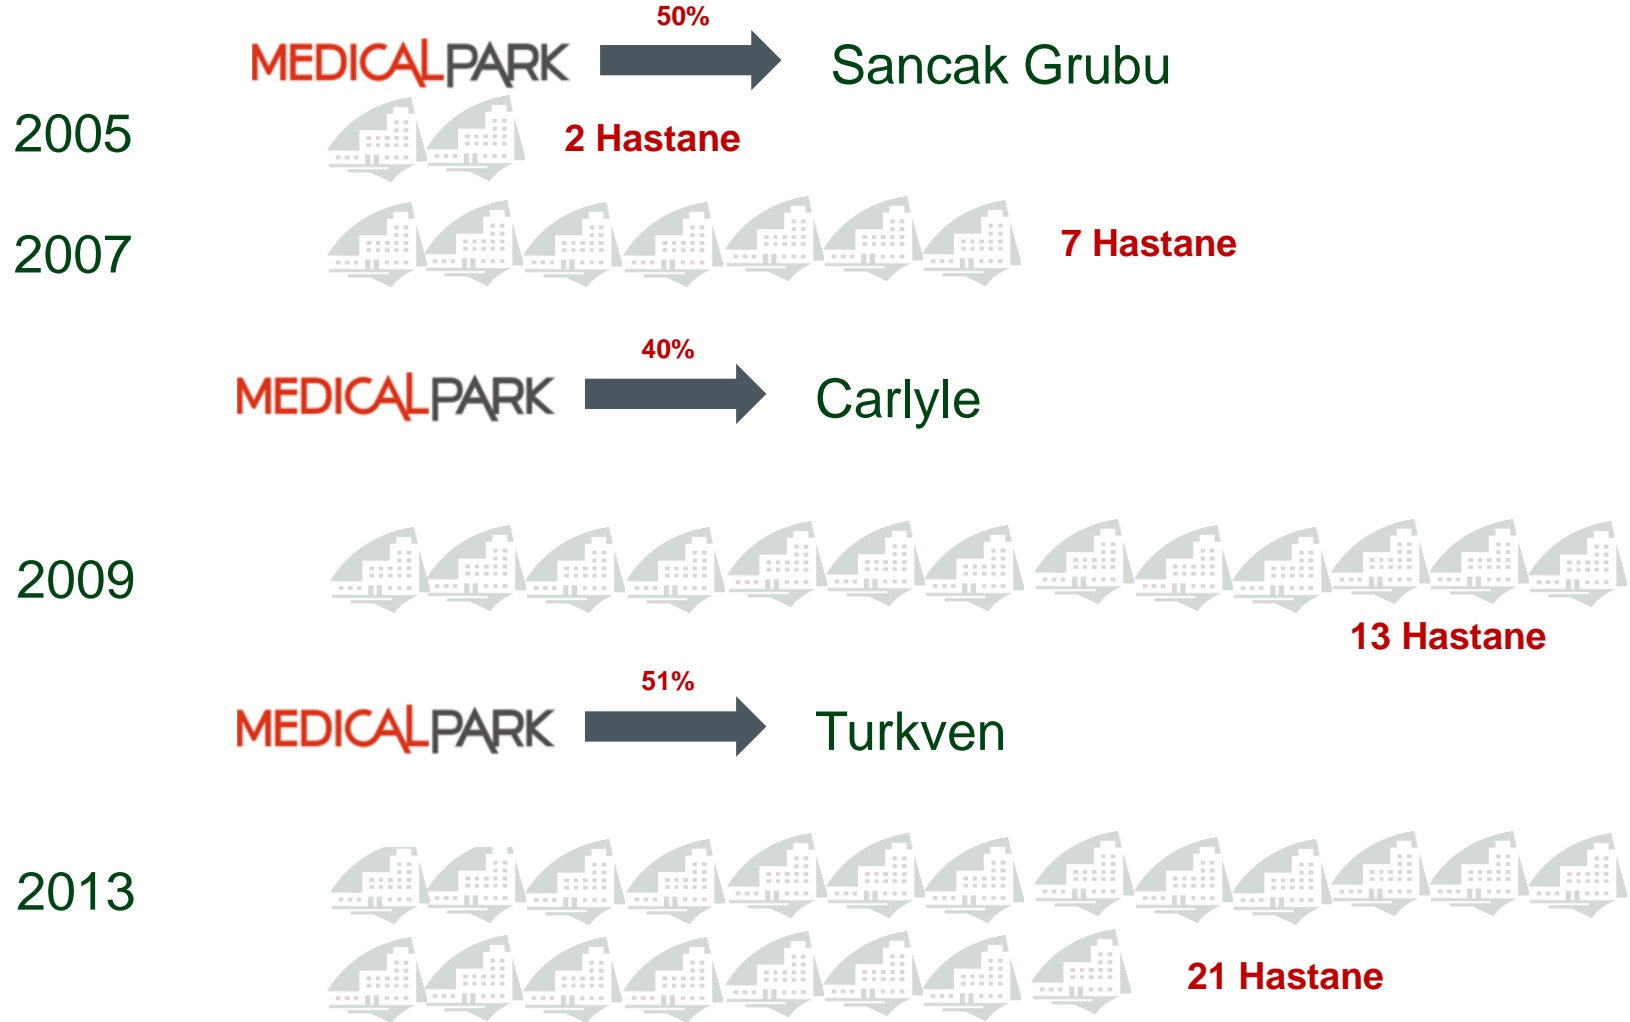 50%
MEDICALPARK Sancak Grubu
2005
2 Hastane
2007
7 Hastane
40%
MEDICALPARK Carlyle
2009
13 Hastane
51%
MEDICALPARK Turkven
2013
21 Hastane